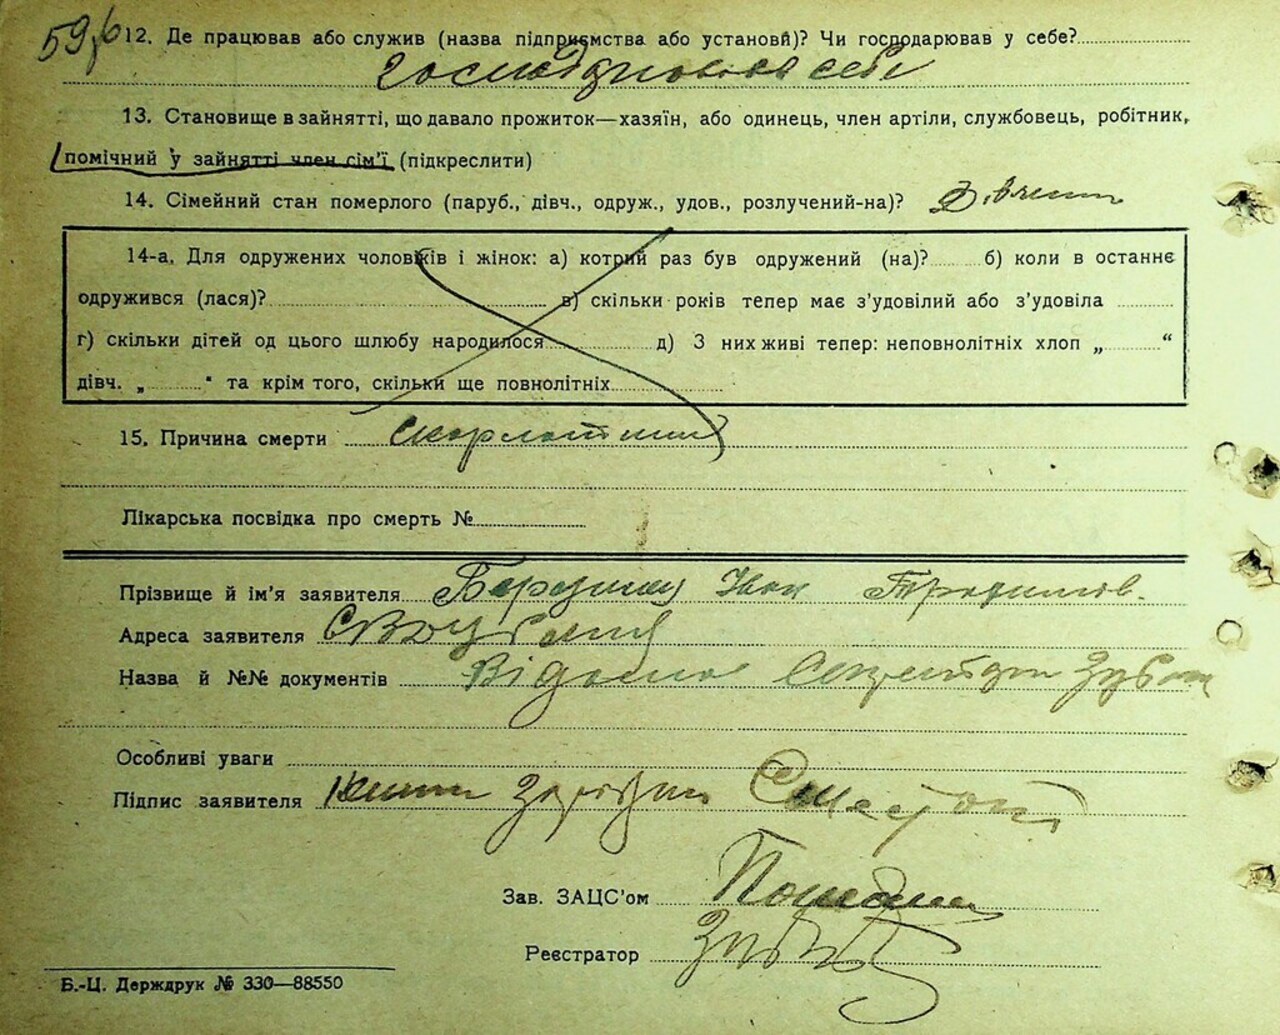 12. Де працював або служив (назва підприємства або установи)? Чи господарював у себе?
себе
13. Становище в зайнятті, що давало прожиток—хазяїн, або одинець, член артіли, службовець, робітник,
помічний у зайнятті член сім'ї (підкреслити)
14. Сімейний стан померлого (паруб., дівч., одруж., удов., розлучений-на)? Дівчина
14-а. Для одружених чоловіків і жінок: а) котрий раз був одружений (на)? б) коли в останнє
одружився (лася)? в) скільки років тепер має з'удовілий або з'удовіла
г) скільки дітей од цього шлюбу народилося д) З них живі тепер: неповнолітніх хлоп „ “
дівч. „ “ та крім того, скільки ще повнолітніх
15. Причина смерти Скорлотина
Лікарська посвідка про смерть №
Прізвище й ім'я заявителя Іван Трофимов.
Адреса заявителя
Назва й №№ документів Відомо
Особливі уваги
Підпис заявителя
Зав. ЗАЦС'ом
Реєстратор
Б.-Ц. Держдрук № 330—88550